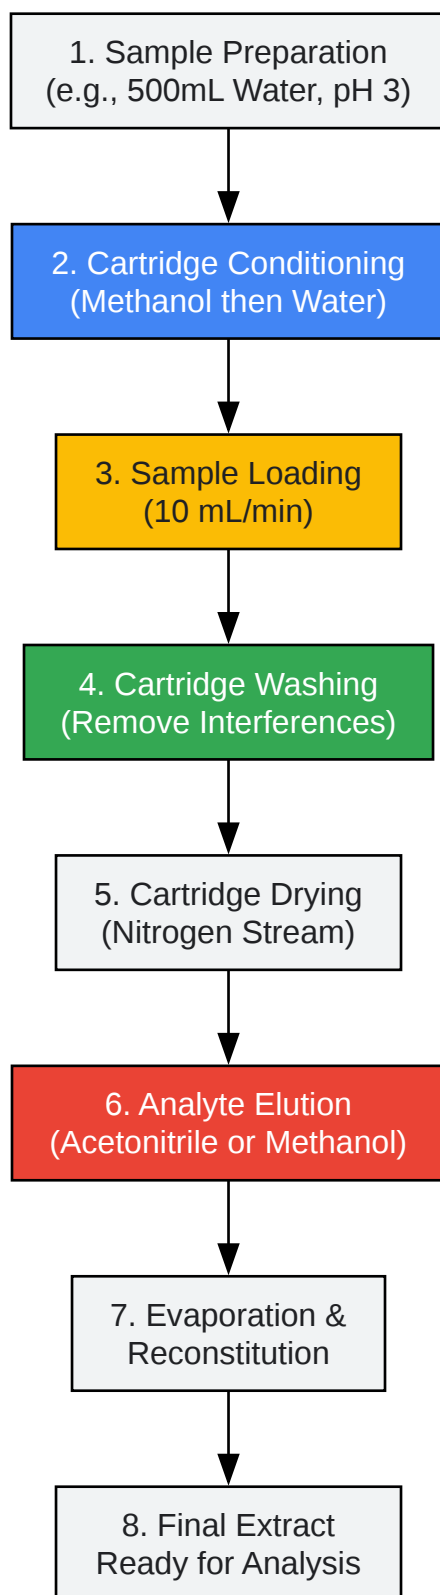 1. Sample Preparation
(e.g., 500mL Water, pH 3)
2. Cartridge Conditioning
(Methanol then Water)
3. Sample Loading
(10 mL/min)
4. Cartridge Washing
(Remove Interferences)
5. Cartridge Drying
(Nitrogen Stream)
6. Analyte Elution
(Acetonitrile or Methanol)
7. Evaporation &
Reconstitution
8. Final Extract
Ready for Analysis